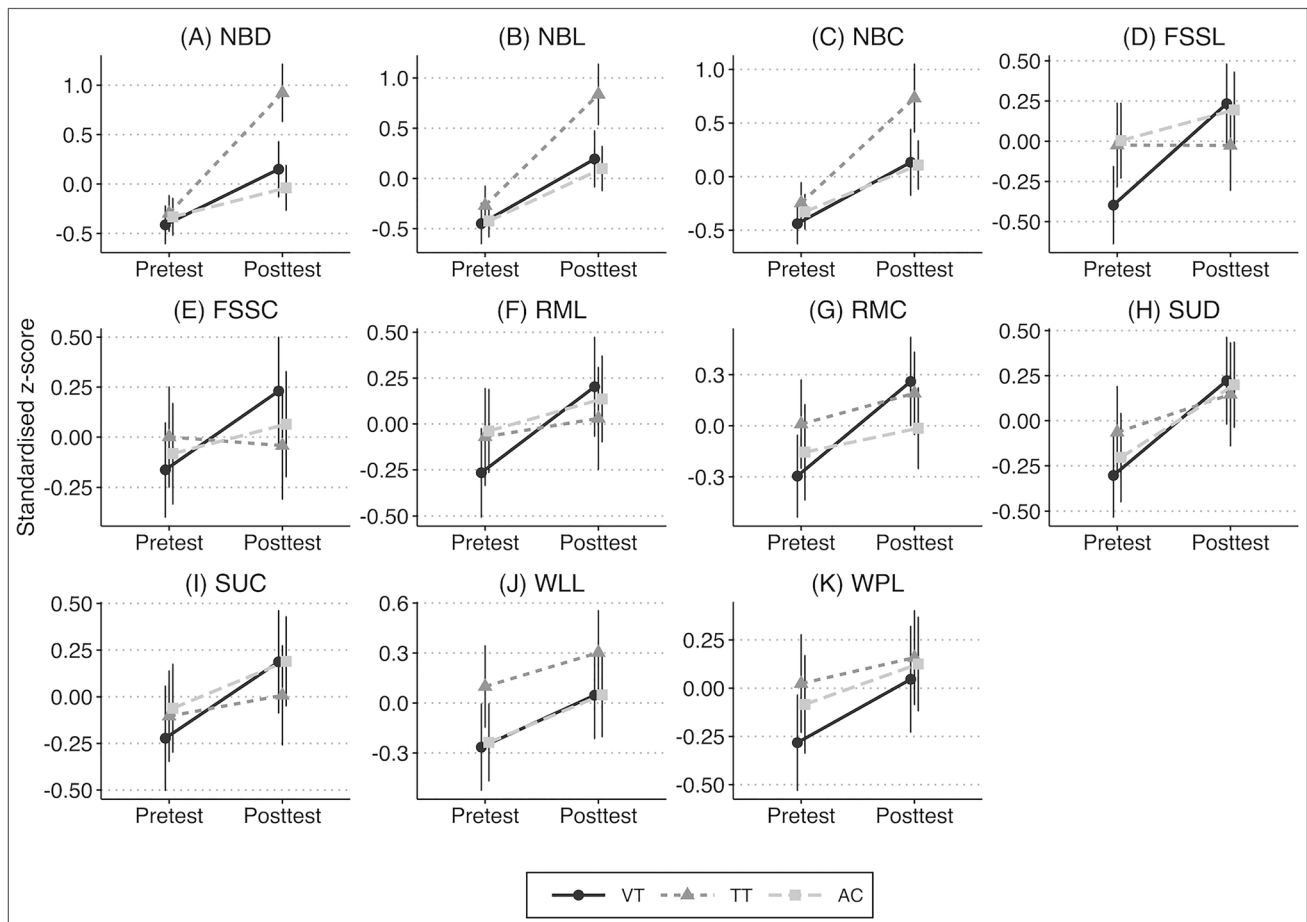 (A) NBD
(B) NBL
(C) NBC
(D) FSSL
1.0
0.5
0.0
-0.5
1.0
0.5
0.0
-0.5
1.0
0.5
0.0
-0.5
0.50
0.25
0.00
-0.25
-0.50
Pretest Posttest
Pretest Posttest
Pretest Posttest
Pretest Posttest
Standardised z-score
(E) FSSC
(F) RML
(G) RMC
(H) SUD
0.50
0.25
0.00
-0.25
0.50
0.25
0.00
-0.25
-0.50
0.3
0.0
-0.3
0.50
0.25
0.00
-0.25
-0.50
Pretest Posttest
Pretest Posttest
Pretest Posttest
Pretest Posttest
(I) SUC
(J) WLL
(K) WPL
0.50
0.25
0.00
-0.25
-0.50
0.6
0.3
0.0
-0.3
0.25
0.00
-0.25
-0.50
Pretest Posttest
Pretest Posttest
Pretest Posttest
VT TT AC